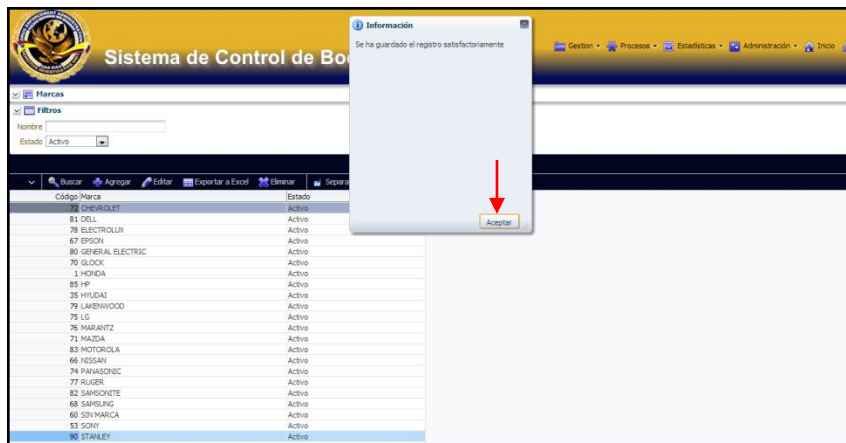 Información
Se ha guardado el registro satisfactoriamente
Sistema de Control de Bo
Gestion Procesos Estadísticas Administración Inicio
Marcas
Filtros
Nombre
Estado Activo
Buscar Agregar Editar Exportar a Excel Eliminar Separa
Aceptar
Código Marca Estado
72 CHEVROLET Activo
81 DELL Activo
78 ELECTROLUX Activo
67 EPSON Activo
80 GENERAL ELECTRIC Activo
70 GLOCK Activo
1 HONDA Activo
85 HP Activo
35 HYUDAI Activo
79 LAKENWOOD Activo
75 LG Activo
76 MARANTZ Activo
71 MAZDA Activo
83 MOTOROLA Activo
66 NISSAN Activo
74 PANASONIC Activo
77 RUGER Activo
82 SAMSONITE Activo
68 SAMSUNG Activo
60 SIN MARCA Activo
53 SONY Activo
90 STANLEY Activo